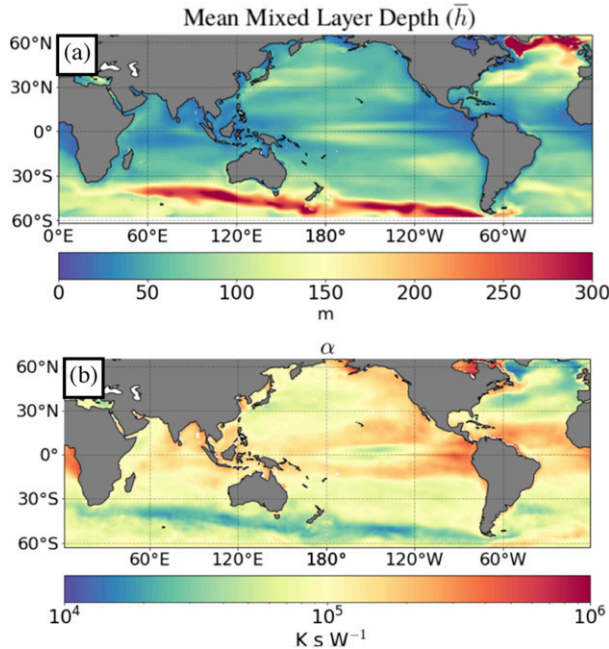 Mean Mixed Layer Depth (h̅)
(a)
60°N
30°N
0°
30°S
60°S
0°E 60°E 120°E 180° 120°W 60°W
0 50 100 150 200 250 300
m
α
(b)
60°N
30°N
0°
30°S
60°S
60°E 120°E 180° 120°W 60°W
10⁴ 10⁵ 10⁶
K s W⁻¹